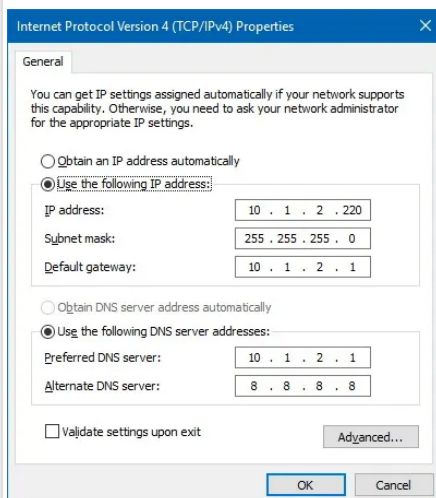 Internet Protocol Version 4 (TCP/IPv4) Properties
General
You can get IP settings assigned automatically if your network supports
this capability. Otherwise, you need to ask your network administrator
for the appropriate IP settings.
Obtain an IP address automatically
Use the following IP address:
IP address: 10 . 1 . 2 . 220
Subnet mask: 255 . 255 . 255 . 0
Default gateway: 10 . 1 . 2 . 1
Obtain DNS server address automatically
Use the following DNS server addresses:
Preferred DNS server: 10 . 1 . 2 . 1
Alternate DNS server: 8 . 8 . 8 . 8
Validate settings upon exit
Advanced...
OK Cancel